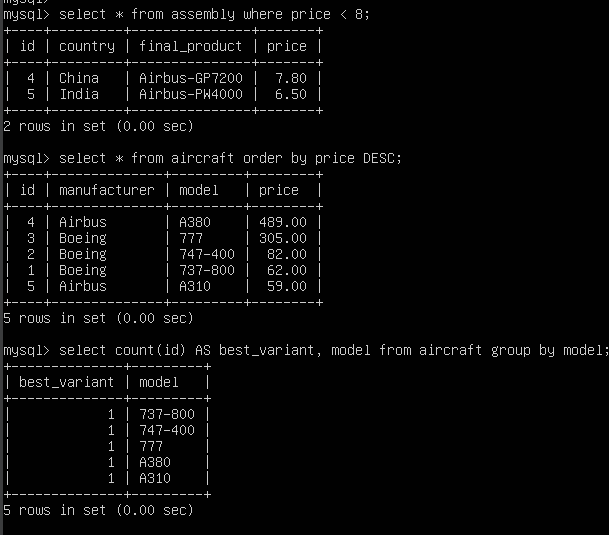 mysql>
mysql> select * from assembly where price < 8;
+----+---------+---------------+-------+
| id | country | final_product | price |
+----+---------+---------------+-------+
|  4 | China   | Airbus-GP7200 |  7.80 |
|  5 | India   | Airbus-PW4000 |  6.50 |
+----+---------+---------------+-------+
2 rows in set (0.00 sec)
mysql> select * from aircraft order by price DESC;
+----+--------------+---------+--------+
| id | manufacturer | model   | price  |
+----+--------------+---------+--------+
|  4 | Airbus       | A380    | 489.00 |
|  3 | Boeing       | 777     | 305.00 |
|  2 | Boeing       | 747-400 |  82.00 |
|  1 | Boeing       | 737-800 |  62.00 |
|  5 | Airbus       | A310    |  59.00 |
+----+--------------+---------+--------+
5 rows in set (0.00 sec)
mysql> select count(id) AS best_variant, model from aircraft group by model;
+--------------+---------+
| best_variant | model   |
+--------------+---------+
|            1 | 737-800 |
|            1 | 747-400 |
|            1 | 777     |
|            1 | A380    |
|            1 | A310    |
+--------------+---------+
5 rows in set (0.00 sec)